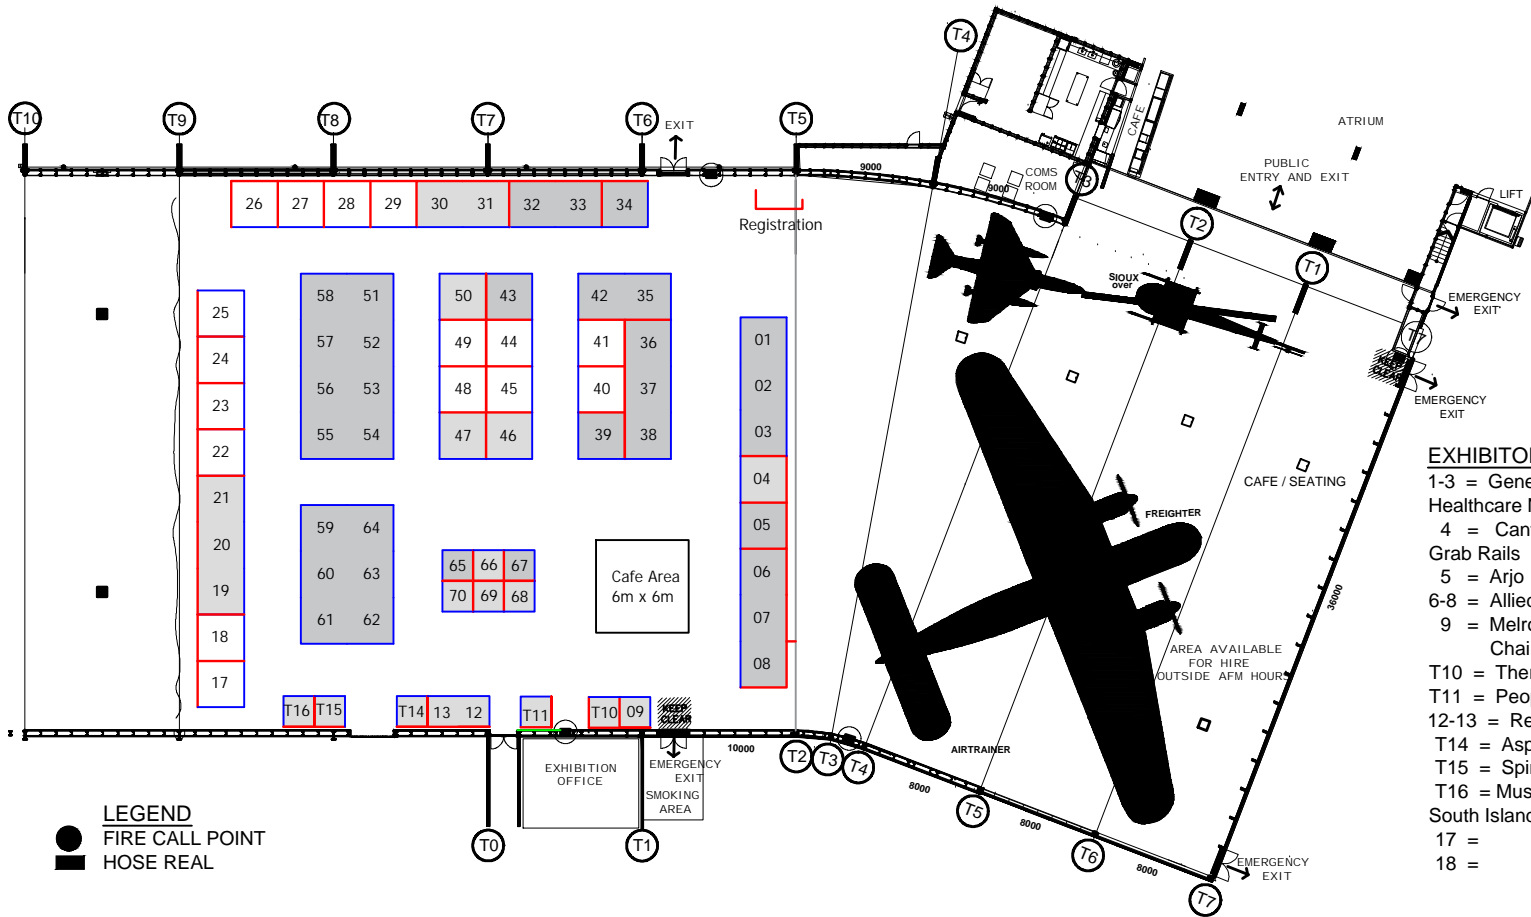 T4
T10
T9
T8
T7
T6
EXIT
T5
ATRIUM
CAFE
9000
COMS
ROOM
9000
T3
PUBLIC
ENTRY AND EXIT
LIFT
26 27 28 29 30 31 32 33 34
Registration
T2
T1
SIOUX
over
EMERGENCY
EXIT
T7
KEEP
CLEAR
EMERGENCY
EXIT
58 51
57 52
56 53
55 54
50 43
49 44
48 45
47 46
42 35
41 36
40 37
39 38
25
24
23
22
21
20
19
18
17
01
02
03
04
05
06
07
08
59 64
60 63
61 62
65 66 67
70 69 68
Cafe Area
6m x 6m
CAFE / SEATING
FREIGHTER
36000
AREA AVAILABLE
FOR HIRE
OUTSIDE AFM HOURS
AIRTRAINER
T16 T15
T14 13 12
T11
T10 09
KEEP
CLEAR
10000
T2
T3
T4
8000
T5
8000
T6
8000
T7
EMERGENCY
EXIT
EXHIBITION
OFFICE
EMERGENCY
EXIT
SMOKING
AREA
T0
T1
LEGEND
FIRE CALL POINT
HOSE REAL
EXHIBITO
1-3 = Gene
Healthcare
4 = Can
Grab Rails
5 = Arjo
6-8 = Allied
9 = Melro
Chai
T10 = Ther
T11 = Peo
12-13 = Re
T14 = Asp
T15 = Spi
T16 = Mus
South Island
17 =
18 =